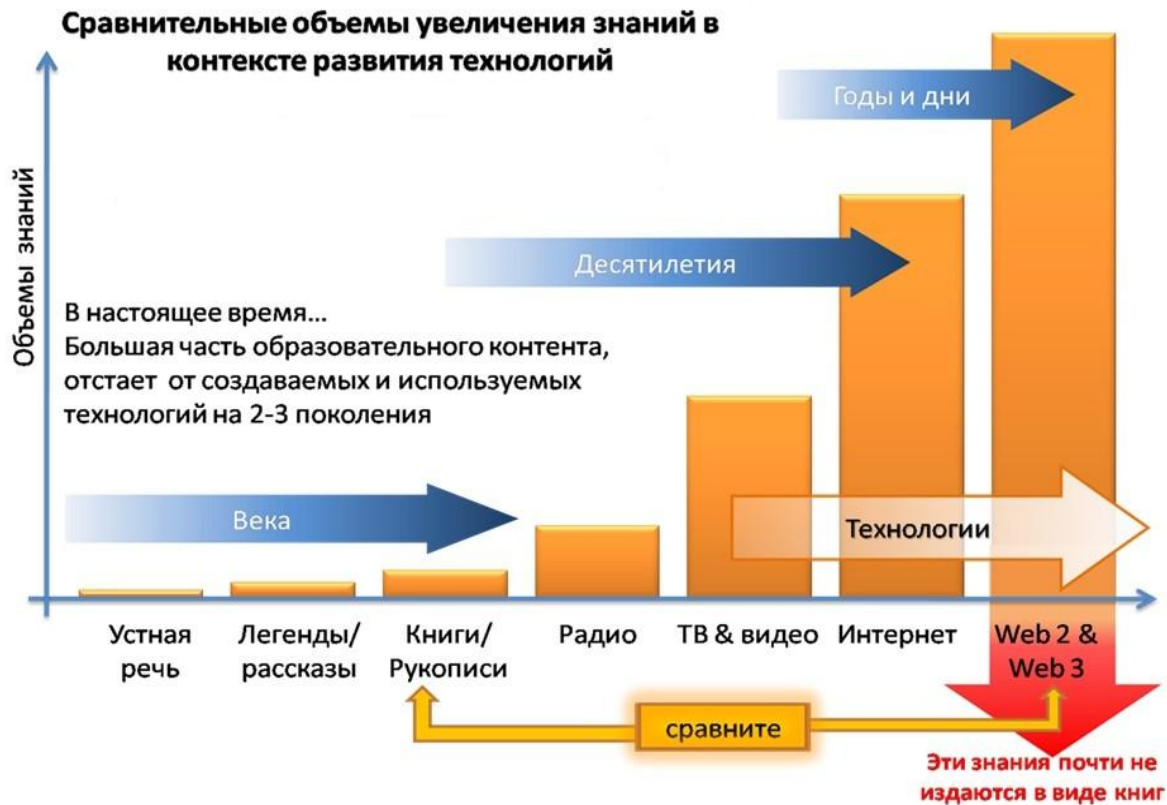 Сравнительные объемы увеличения знаний в
контексте развития технологий
Годы и дни
Объемы знаний
Десятилетия
В настоящее время...
Большая часть образовательного контента,
отстает от создаваемых и используемых
технологий на 2-3 поколения
Века
Технологии
Устная
речь
Легенды/
рассказы
Книги/
Рукописи
Радио
ТВ & видео
Интернет
Web 2 &
Web 3
сравните
Эти знания почти не
издаются в виде книг